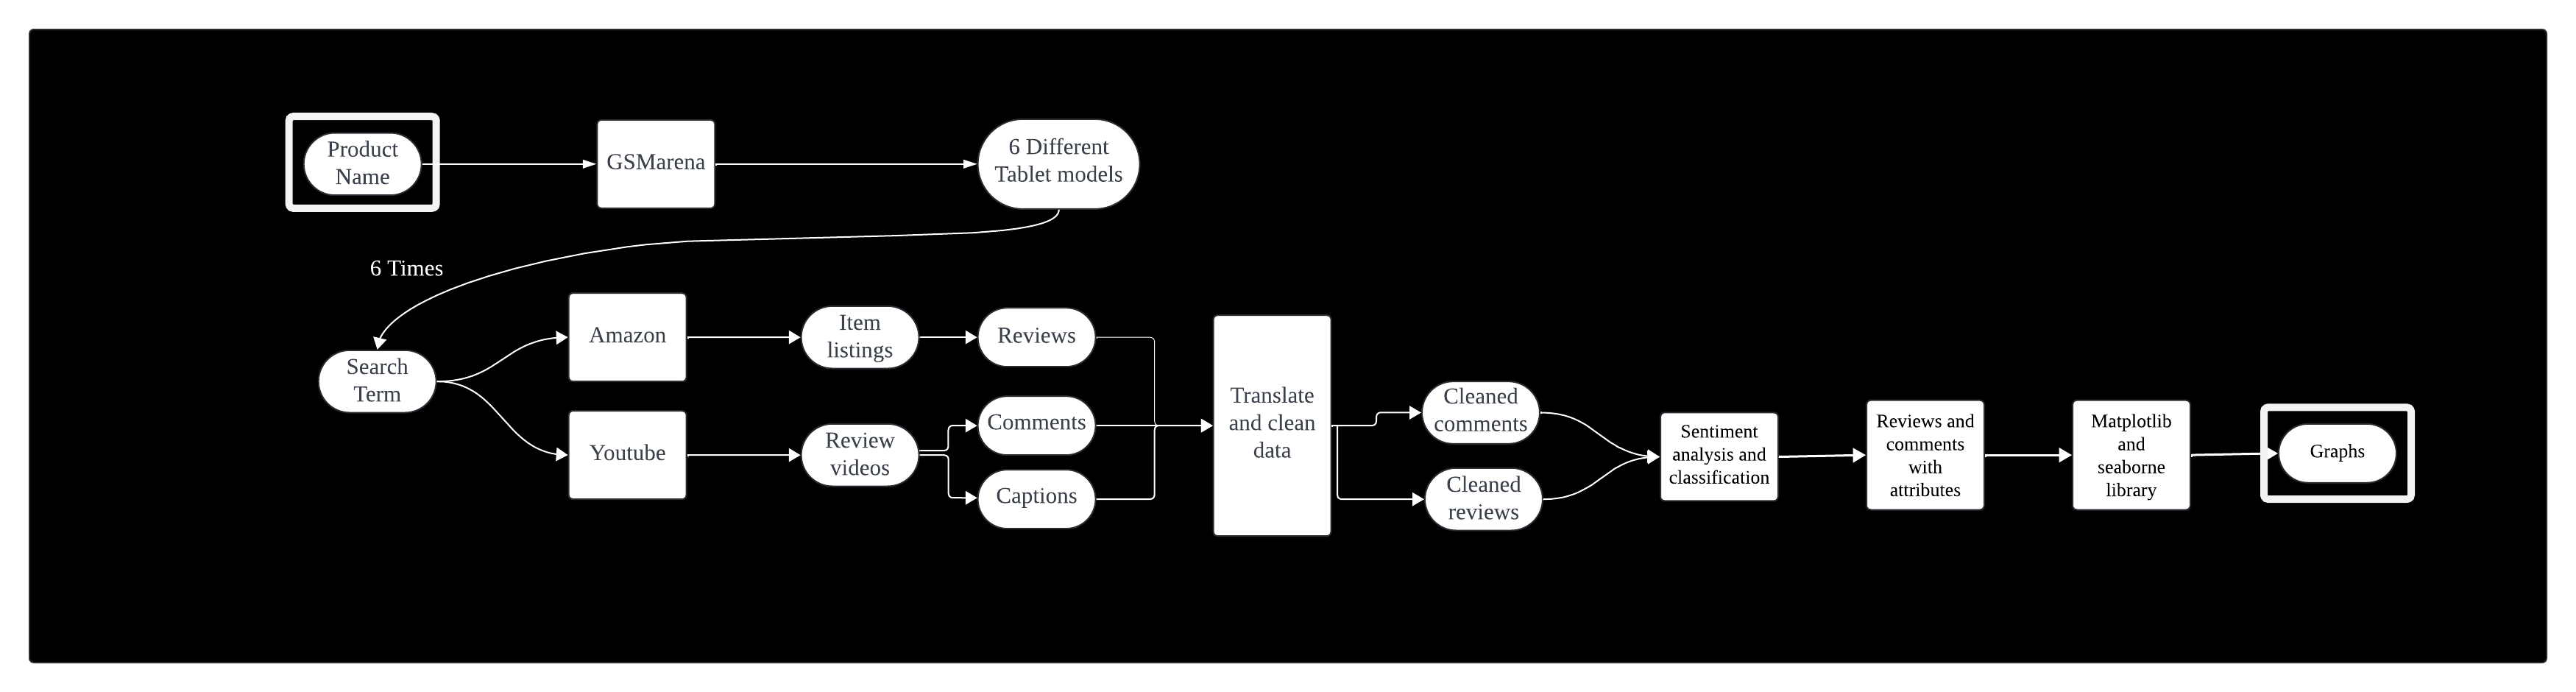 Product
Name
GSMarena
6 Different
Tablet models
6 Times
Search
Term
Amazon
Item
listings
Reviews
Youtube
Review
videos
Comments
Captions
Translate
and clean
data
Cleaned
comments
Cleaned
reviews
Sentiment
analysis and
classification
Reviews and
comments
with
attributes
Matplotlib
and
seaborne
library
Graphs